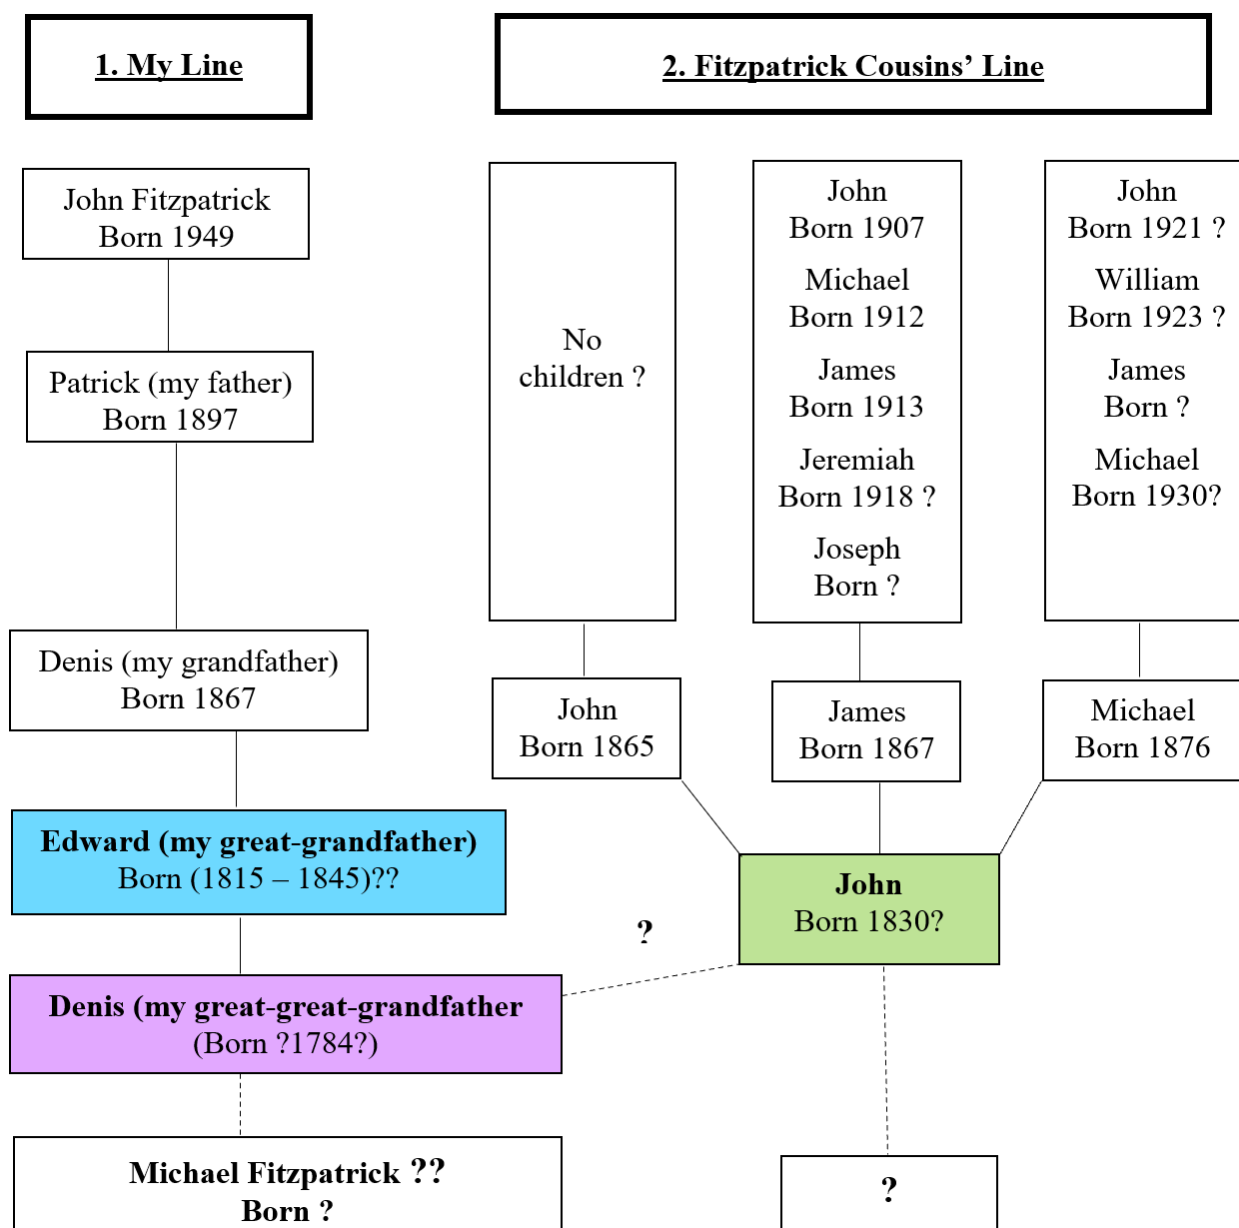 1. My Line
2. Fitzpatrick Cousins’ Line
John Fitzpatrick
Born 1949
Patrick (my father)
Born 1897
Denis (my grandfather)
Born 1867
Edward (my great-grandfather)
Born (1815 – 1845)??
Denis (my great-great-grandfather
(Born ?1784?)
Michael Fitzpatrick ??
Born ?
No
children ?
John
Born 1907
Michael
Born 1912
James
Born 1913
Jeremiah
Born 1918 ?
Joseph
Born ?
John
Born 1921 ?
William
Born 1923 ?
James
Born ?
Michael
Born 1930?
John
Born 1865
James
Born 1867
Michael
Born 1876
John
Born 1830?
?
?